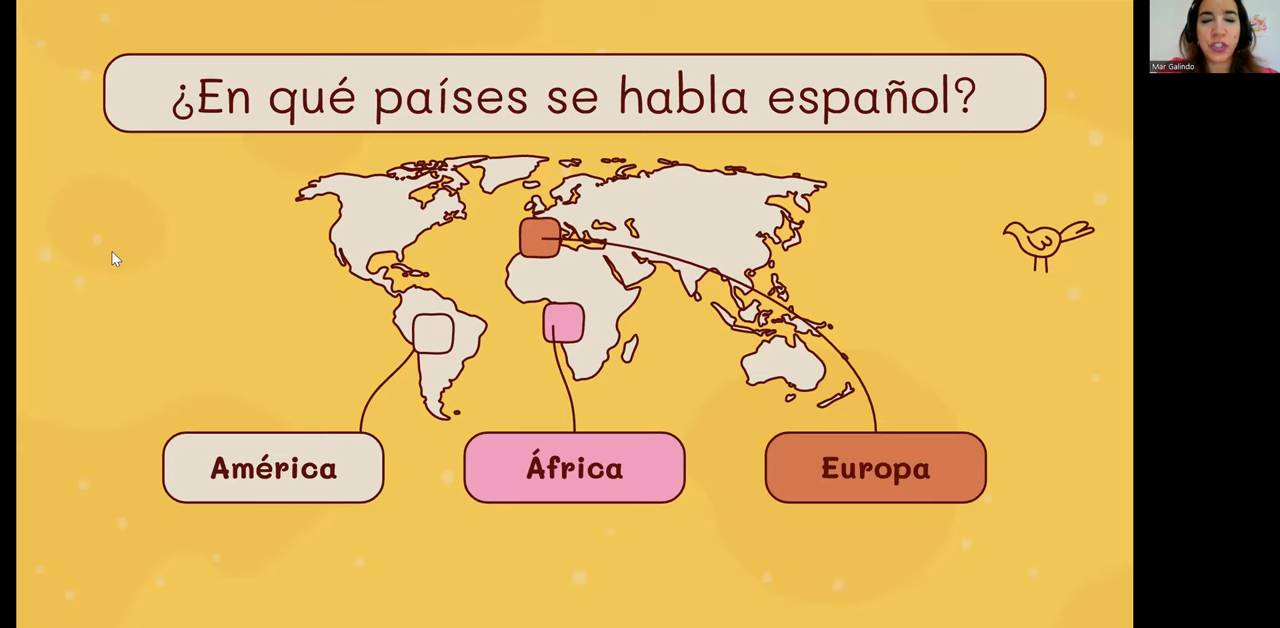 ¿En qué países se habla español?
Mar Galindo
América
África
Europa